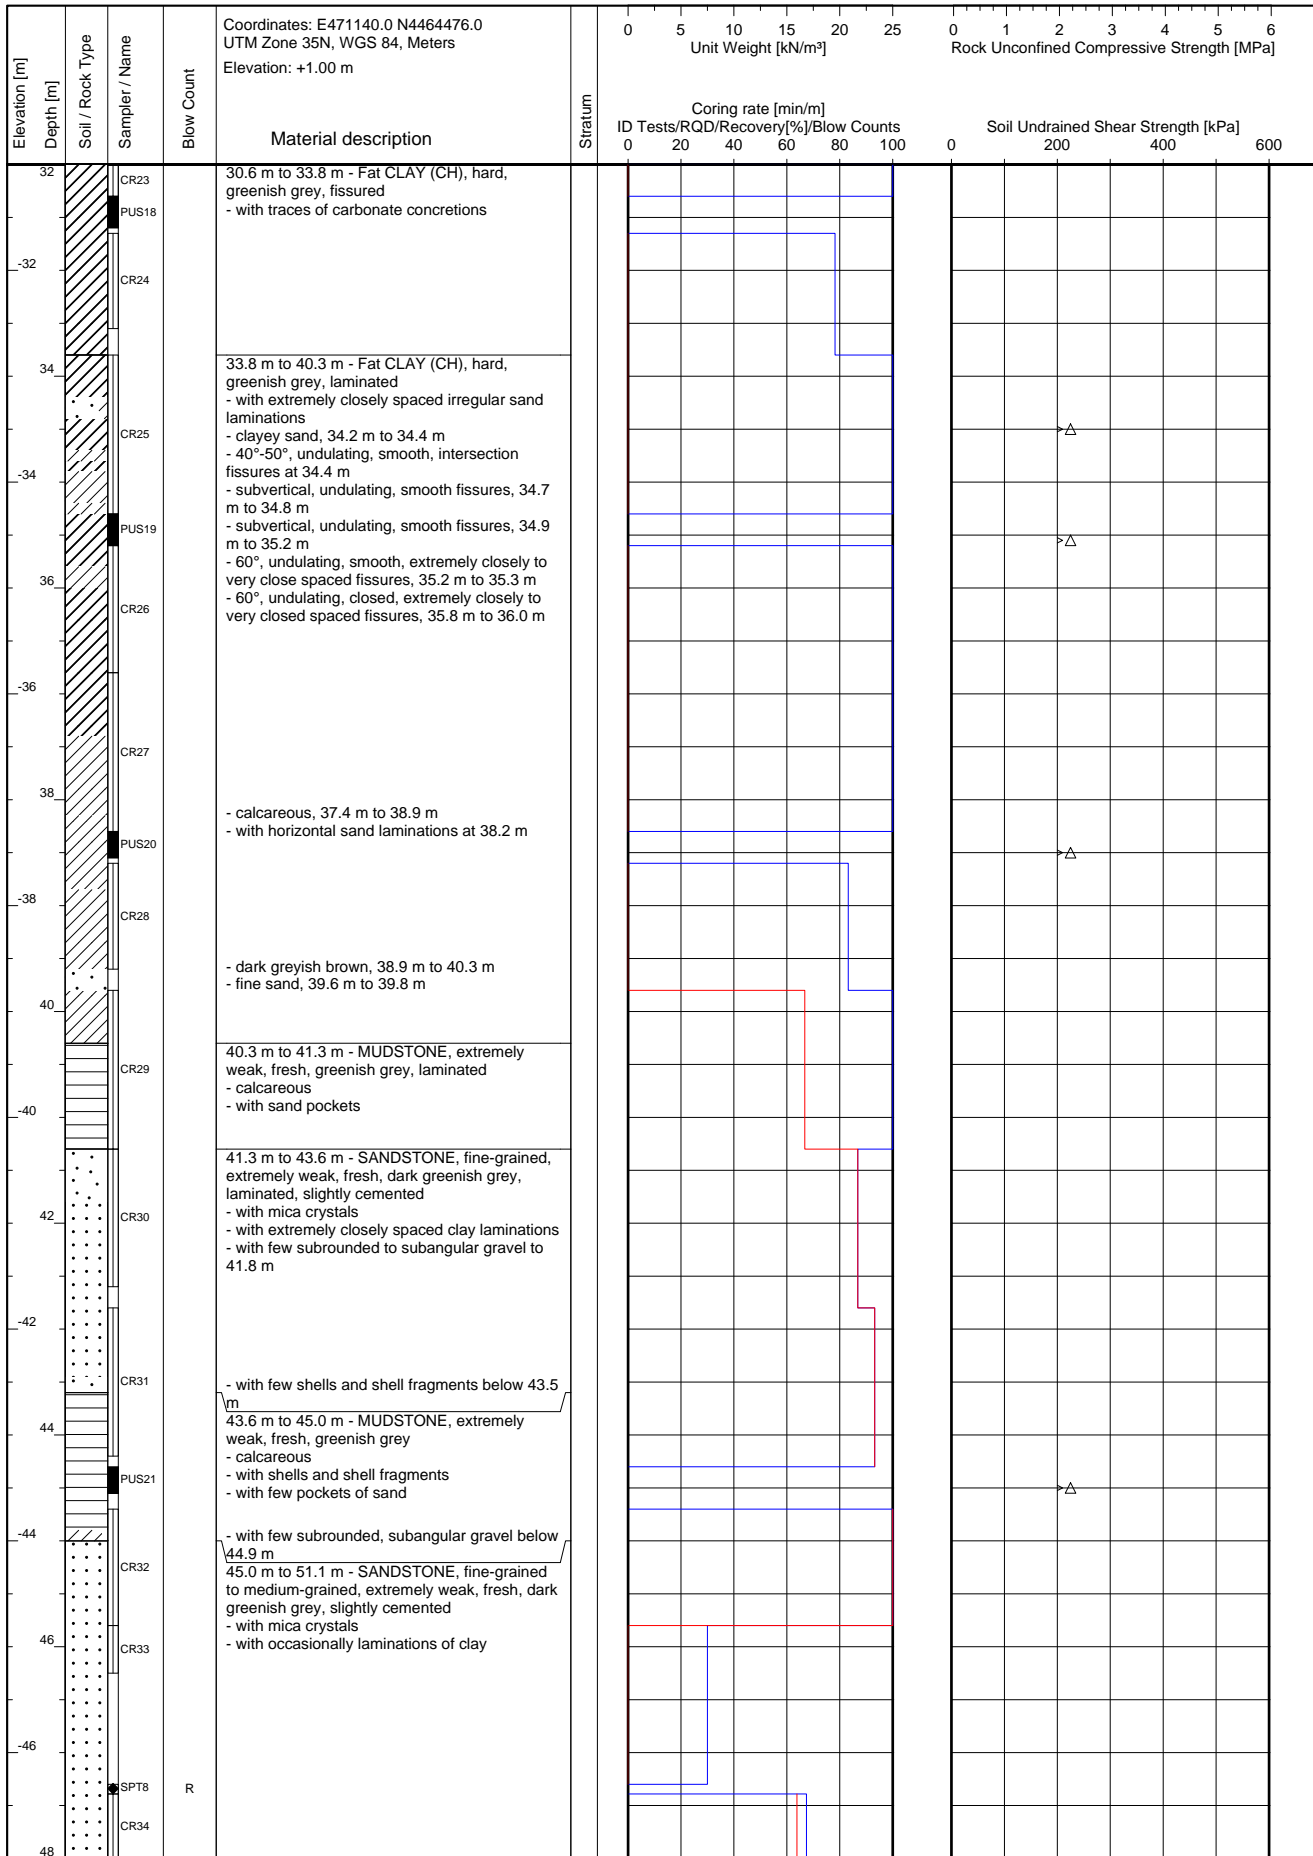 Elevation [m]
Depth [m]
Soil / Rock Type
Sampler / Name
Blow Count
Coordinates: E471140.0 N4464476.0
UTM Zone 35N, WGS 84, Meters
Elevation: +1.00 m
Material description
Stratum
0 5 10 15 20 25
Unit Weight [kN/m³]
Coring rate [min/m]
ID Tests/RQD/Recovery[%]/Blow Counts
0 20 40 60 80 100
0 1 2 3 4 5 6
Rock Unconfined Compressive Strength [MPa]
Soil Undrained Shear Strength [kPa]
0 200 400 600
32
-32
34
-34
36
-36
38
-38
40
-40
42
-42
44
-44
46
-46
48
CR23
PUS18
CR24
CR25
PUS19
CR26
CR27
PUS20
CR28
CR29
CR30
CR31
PUS21
CR32
CR33
SPT8
CR34
R
30.6 m to 33.8 m - Fat CLAY (CH), hard,
greenish grey, fissured
- with traces of carbonate concretions
33.8 m to 40.3 m - Fat CLAY (CH), hard,
greenish grey, laminated
- with extremely closely spaced irregular sand
laminations
- clayey sand, 34.2 m to 34.4 m
- 40°-50°, undulating, smooth, intersection
fissures at 34.4 m
- subvertical, undulating, smooth fissures, 34.7
m to 34.8 m
- subvertical, undulating, smooth fissures, 34.9
m to 35.2 m
- 60°, undulating, smooth, extremely closely to
very close spaced fissures, 35.2 m to 35.3 m
- 60°, undulating, closed, extremely closely to
very closed spaced fissures, 35.8 m to 36.0 m
- calcareous, 37.4 m to 38.9 m
- with horizontal sand laminations at 38.2 m
- dark greyish brown, 38.9 m to 40.3 m
- fine sand, 39.6 m to 39.8 m
40.3 m to 41.3 m - MUDSTONE, extremely
weak, fresh, greenish grey, laminated
- calcareous
- with sand pockets
41.3 m to 43.6 m - SANDSTONE, fine-grained,
extremely weak, fresh, dark greenish grey,
laminated, slightly cemented
- with mica crystals
- with extremely closely spaced clay laminations
- with few subrounded to subangular gravel to
41.8 m
- with few shells and shell fragments below 43.5
m
43.6 m to 45.0 m - MUDSTONE, extremely
weak, fresh, greenish grey
- calcareous
- with shells and shell fragments
- with few pockets of sand
- with few subrounded, subangular gravel below
44.9 m
45.0 m to 51.1 m - SANDSTONE, fine-grained
to medium-grained, extremely weak, fresh, dark
greenish grey, slightly cemented
- with mica crystals
- with occasionally laminations of clay